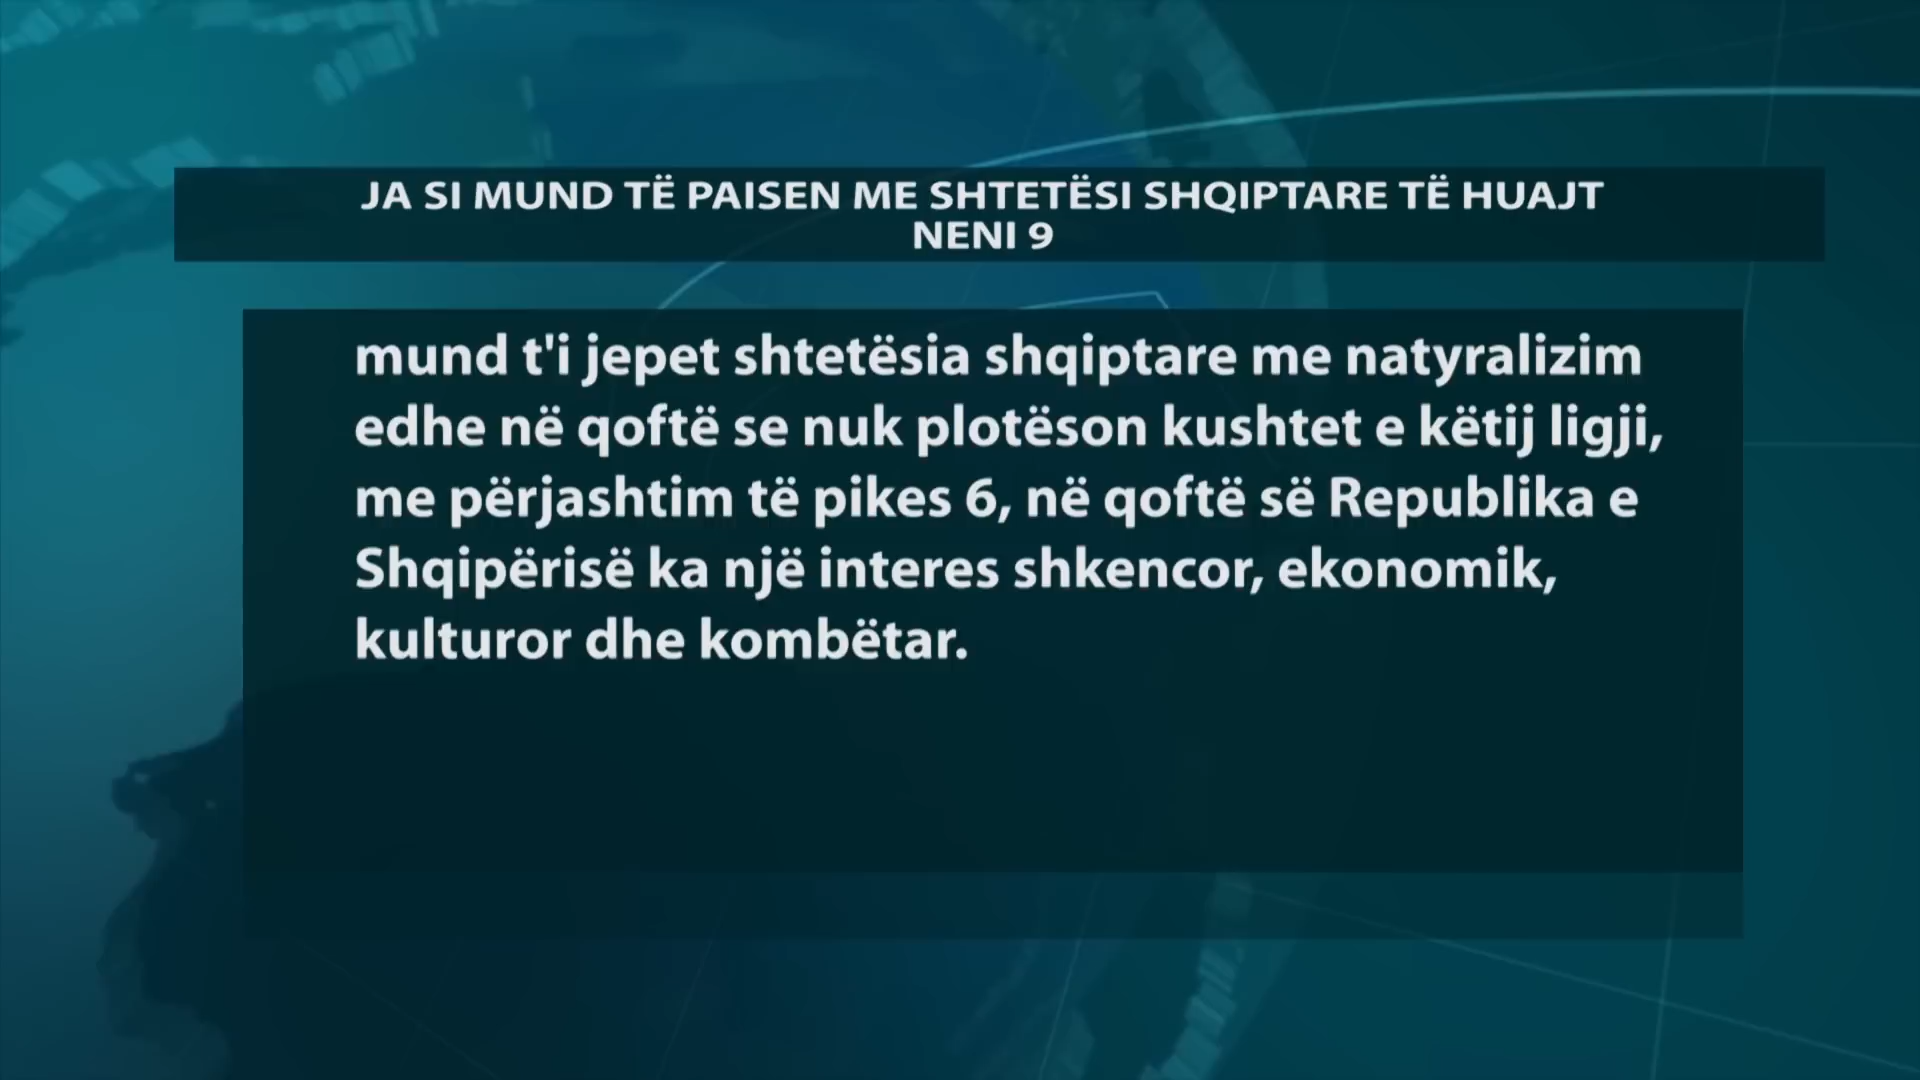 JA SI MUND TË PAISEN ME SHTETËSI SHQIPTARE TË HUAJT
NENI 9
mund t'i jepet shtetësia shqiptare me natyralizim
edhe në qoftë se nuk plotëson kushtet e këtij ligji,
me përjashtim të pikes 6, në qoftë së Republika e
Shqipërisë ka një interes shkencor, ekonomik,
kulturor dhe kombëtar.